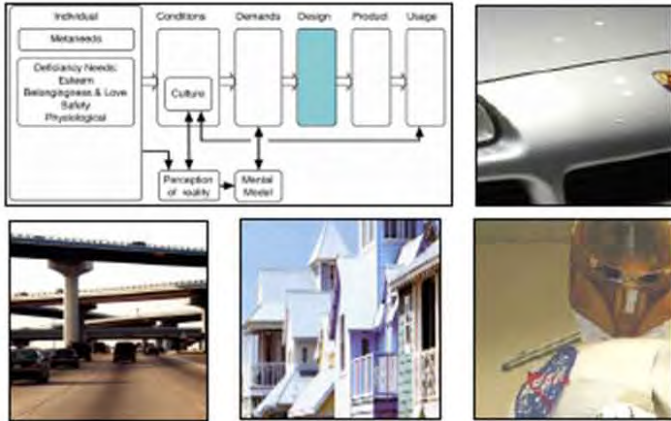 Individual
Conditions
Demands
Design
Product
Usage
Metaneeds
Deficiancy Needs:
Esteem
Belongingness & Love
Safety
Physiological
Culture
Perception
of reality
Mental
Model